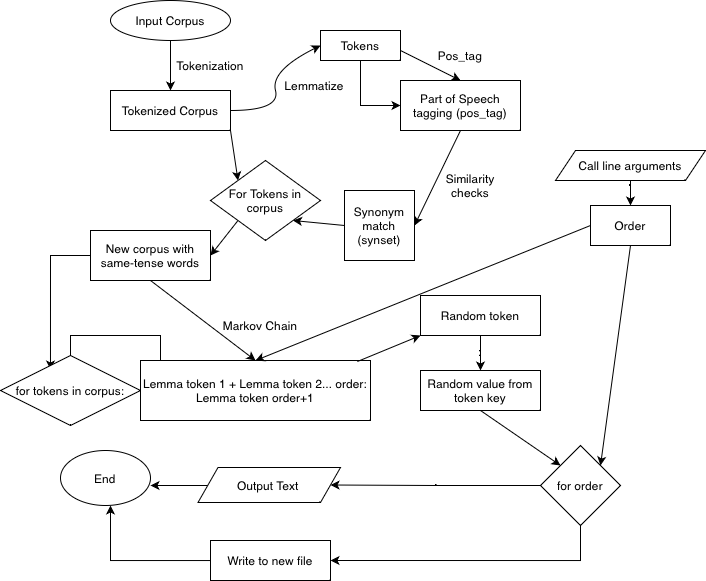 Input Corpus
Tokenization
Tokenized Corpus
Lemmatize
Tokens
Pos_tag
Part of Speech
tagging (pos_tag)
Similarity
checks
Synonym
match
(synset)
For Tokens in
corpus
New corpus with
same-tense words
Call line arguments
Order
Markov Chain
for tokens in corpus:
Lemma token 1 + Lemma token 2... order:
Lemma token order+1
Random token
Random value from
token key
for order
Output Text
End
Write to new file